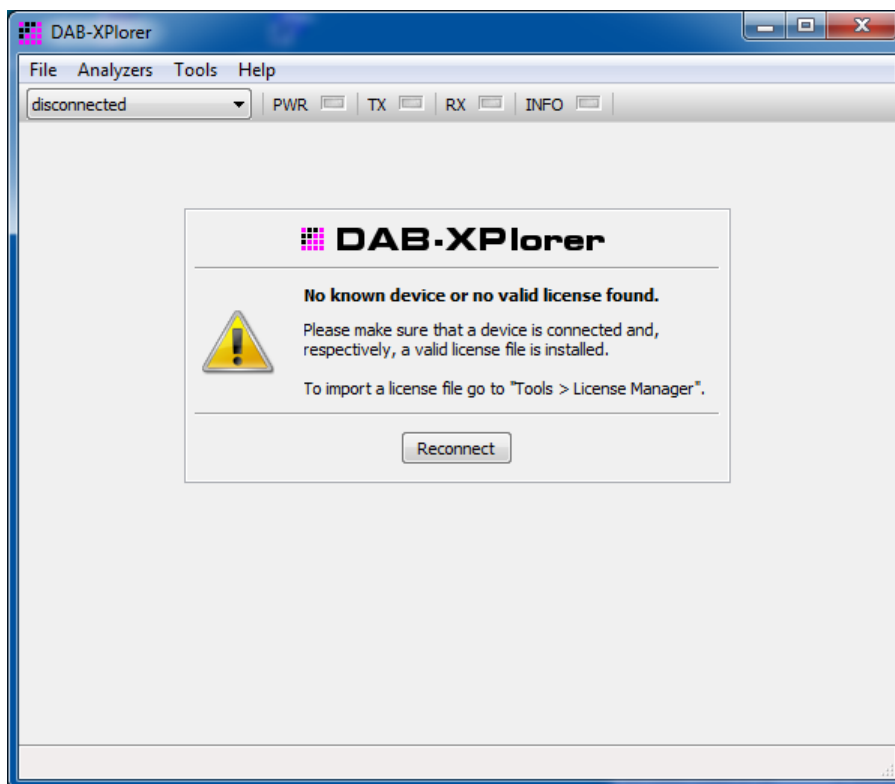 DAB-XPlorer
File Analyzers Tools Help
disconnected PWR TX RX INFO
DAB-XPlorer
No known device or no valid license found.
Please make sure that a device is connected and,
respectively, a valid license file is installed.
To import a license file go to "Tools > License Manager".
Reconnect